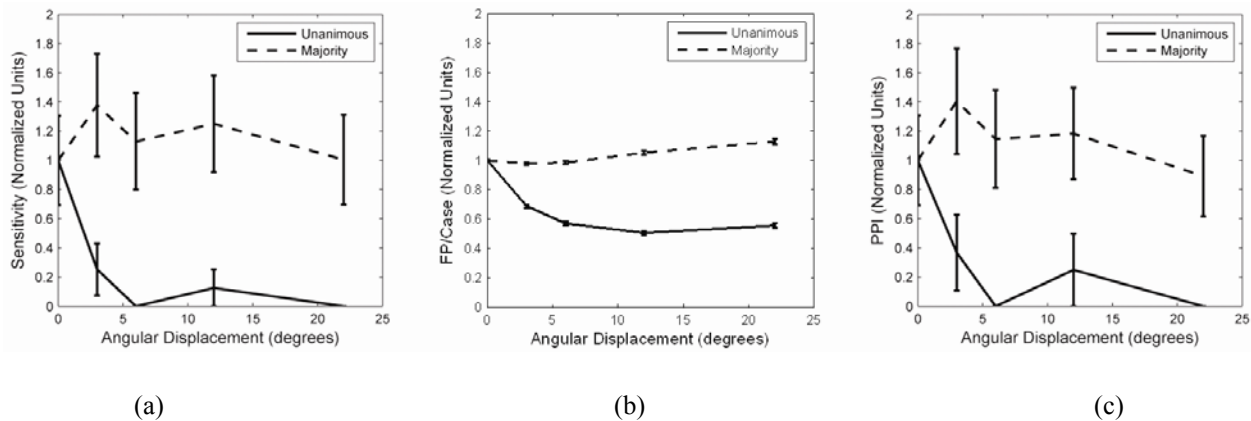 2
1.8
1.6
1.4
1.2
1
0.8
0.6
0.4
0.2
0
Sensitivity (Normalized Units)
Unanimous
Majority
0 5 10 15 20 25
Angular Displacement (degrees)
(a)
2
1.8
1.6
1.4
1.2
1
0.8
0.6
0.4
0.2
0
FP/Case (Normalized Units)
Unanimous
Majority
0 5 10 15 20 25
Angular Displacement (degrees)
(b)
2
1.8
1.6
1.4
1.2
1
0.8
0.6
0.4
0.2
0
PPI (Normalized Units)
Unanimous
Majority
0 5 10 15 20 25
Angular Displacement (degrees)
(c)